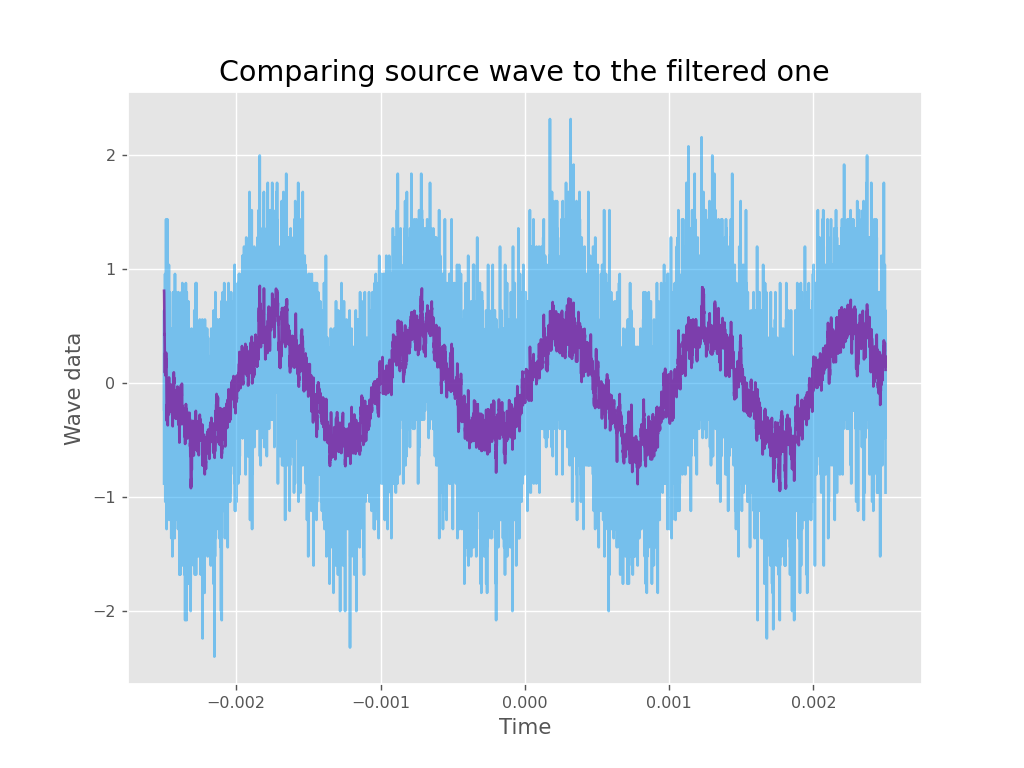 Comparing source wave to the filtered one
2
1
0
−1
−2
Wave data
−0.002 −0.001 0.000 0.001 0.002
Time